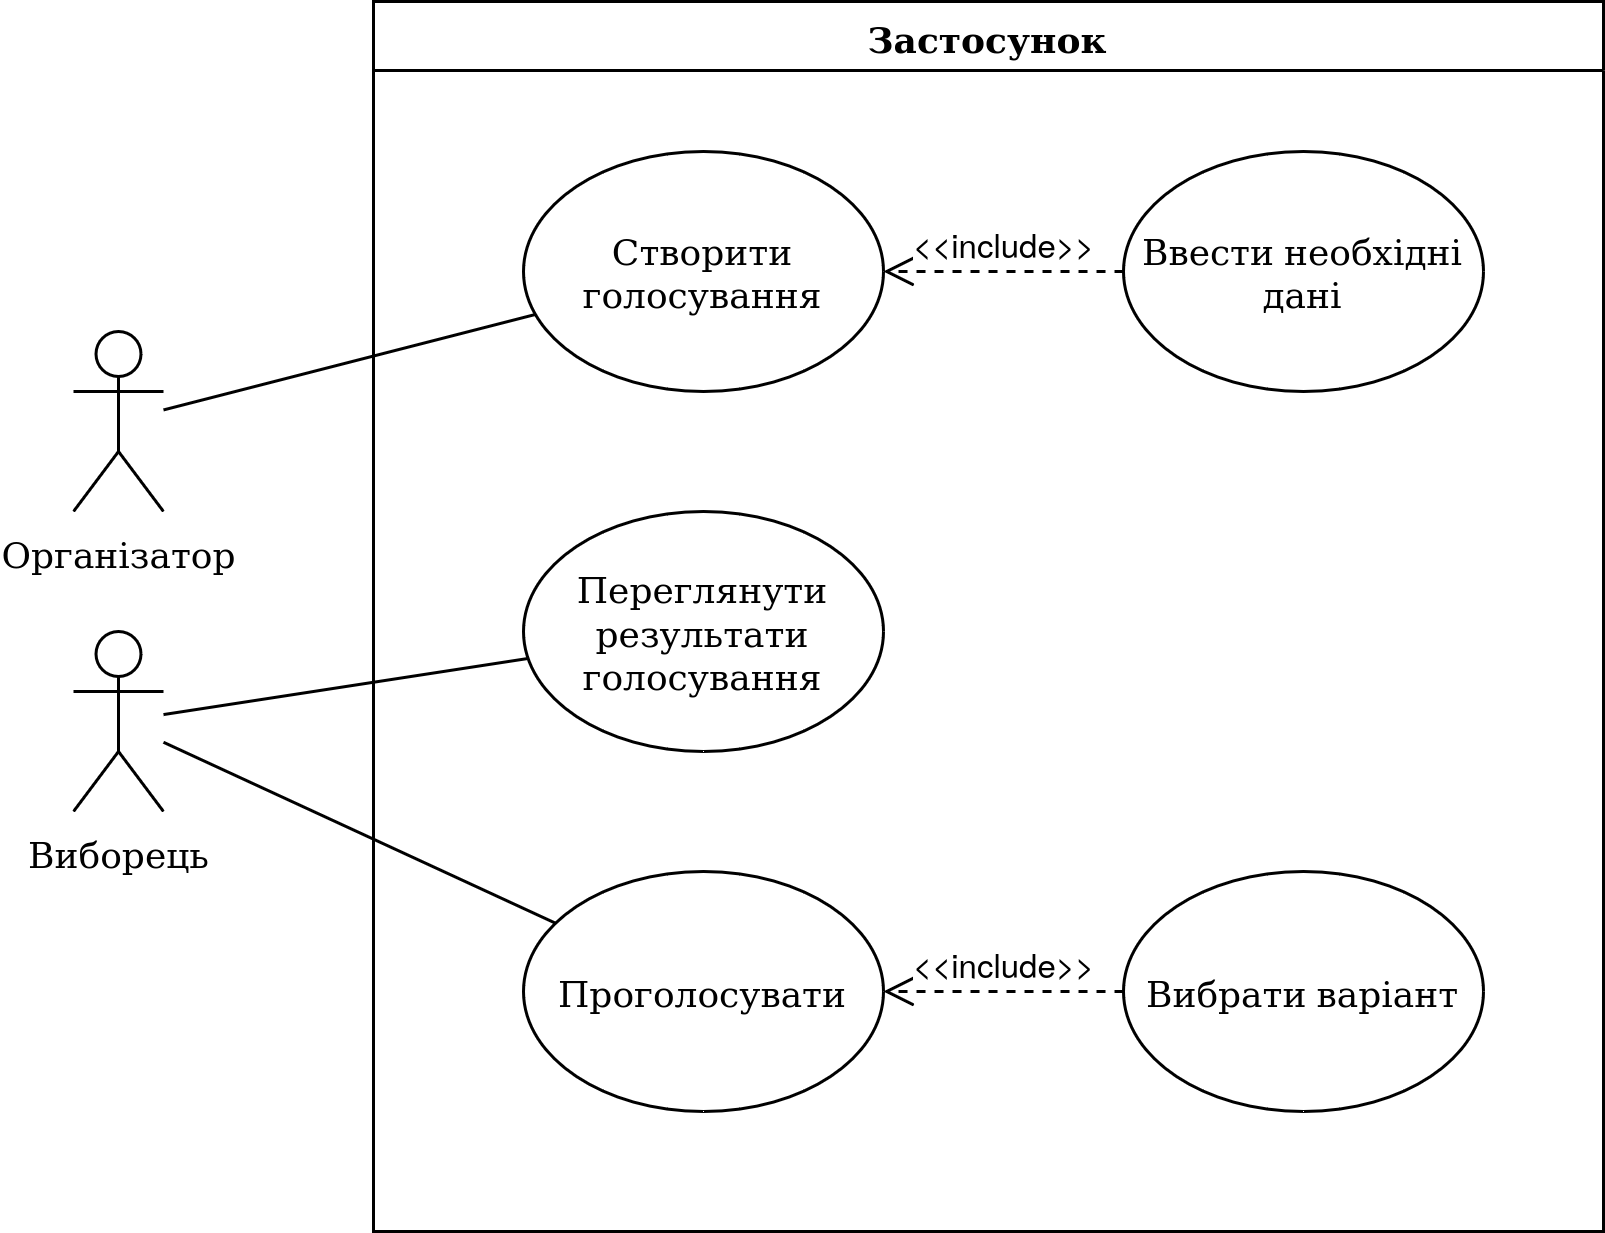 Застосунок
Створити
голосування
<<include>>
Ввести необхідні
дані
Організатор
Переглянути
результати
голосування
Виборець
Проголосувати
<<include>>
Вибрати варіант